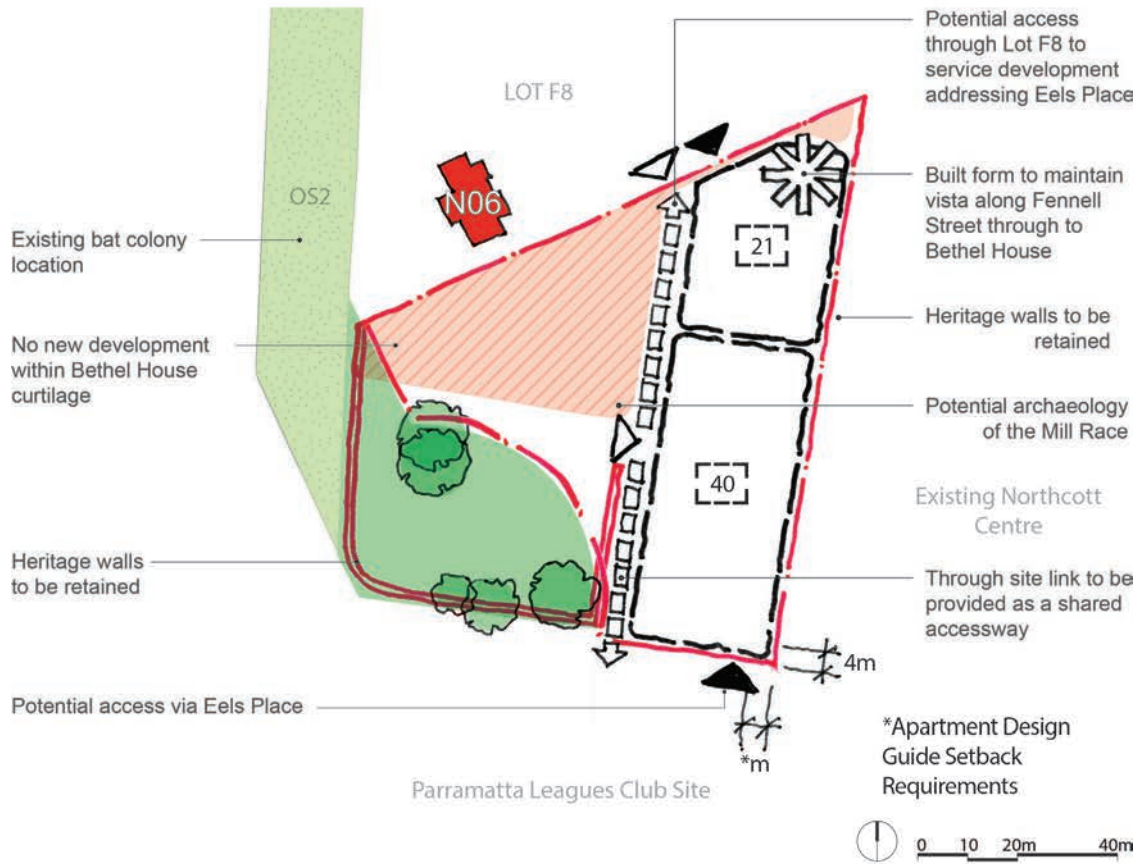 Potential access
through Lot F8 to
service development
addressing Eels Place
LOT F8
N06
OS2
Built form to maintain
vista along Fennell
Street through to
Bethel House
Existing bat colony
location
21
Heritage walls to be
retained
No new development
within Bethel House
curtilage
Potential archaeology
of the Mill Race
40
Existing Northcott
Centre
Heritage walls
to be retained
Through site link to be
provided as a shared
accessway
4m
Potential access via Eels Place
*m
*Apartment Design
Guide Setback
Requirements
Parramatta Leagues Club Site
0 10 20m 40m